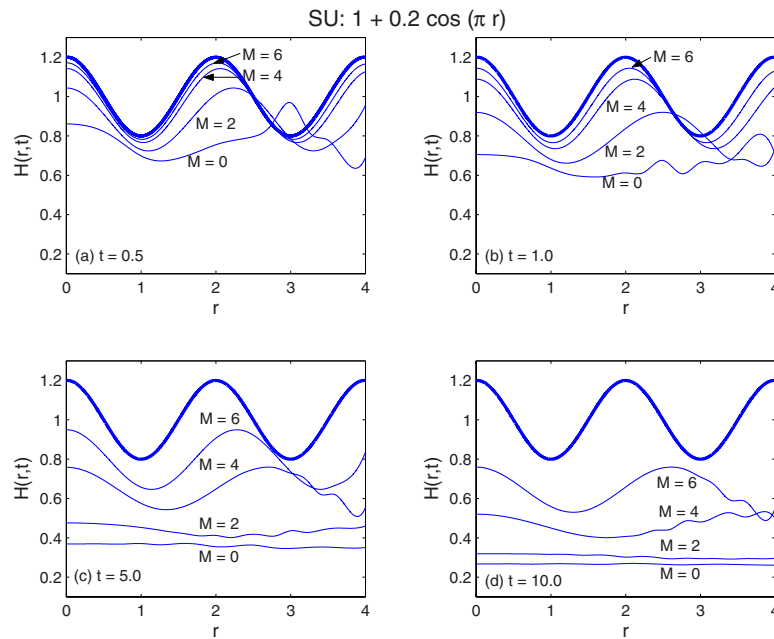 SU: 1 + 0.2 cos (π r)
1.2
1
0.8
0.6
0.4
0.2
H(r,t)
M = 6
M = 4
M = 2
M = 0
(a) t = 0.5
0 1 2 3 4
r
1.2
1
0.8
0.6
0.4
0.2
H(r,t)
M = 6
M = 4
M = 2
M = 0
(b) t = 1.0
0 1 2 3 4
r
1.2
1
0.8
0.6
0.4
0.2
H(r,t)
M = 6
M = 4
M = 2
M = 0
(c) t = 5.0
0 1 2 3 4
r
1.2
1
0.8
0.6
0.4
0.2
H(r,t)
M = 6
M = 4
M = 2
M = 0
(d) t = 10.0
0 1 2 3 4
r